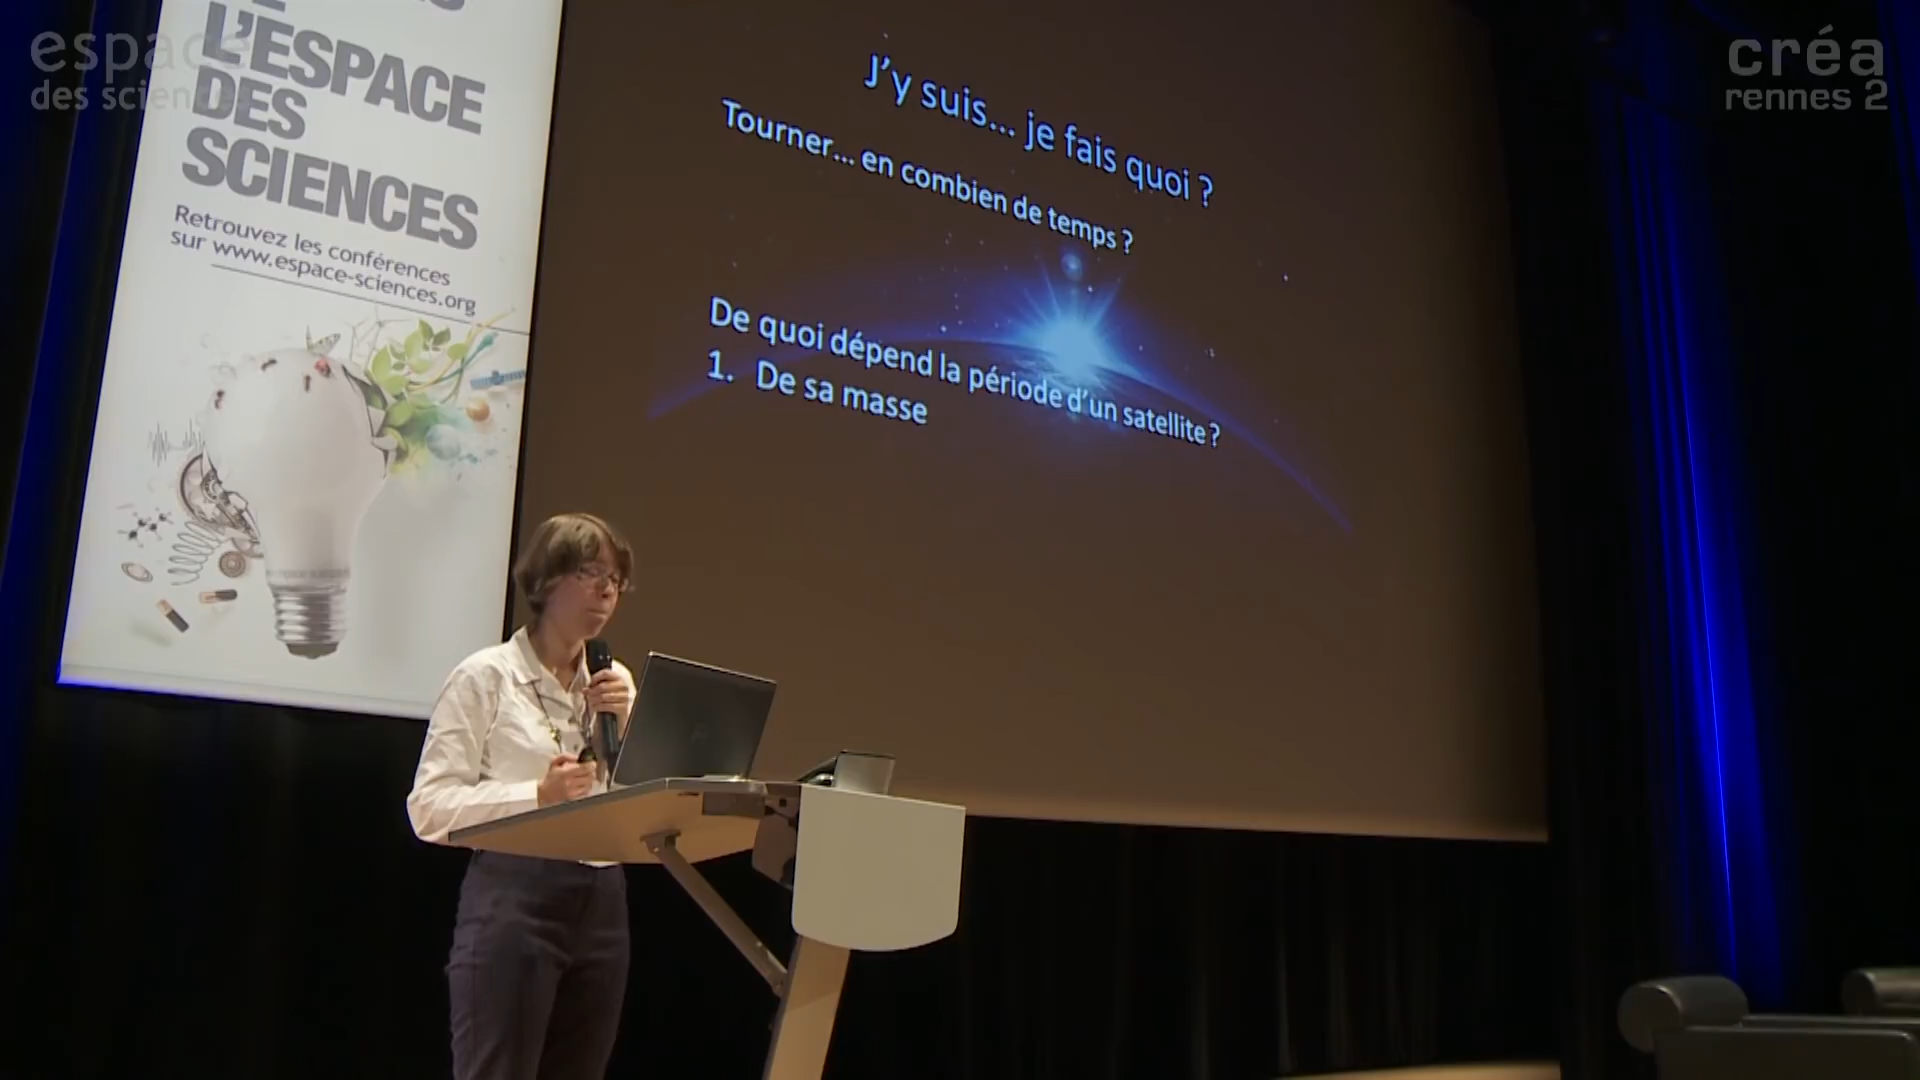 espace
des sciences
créa
rennes 2
L'ESPACE
DES
SCIENCES
Retrouvez les conférences
sur www.espace-sciences.org
J'y suis... je fais quoi ?
Tourner... en combien de temps ?
De quoi dépend la période d'un satellite ?
1. De sa masse